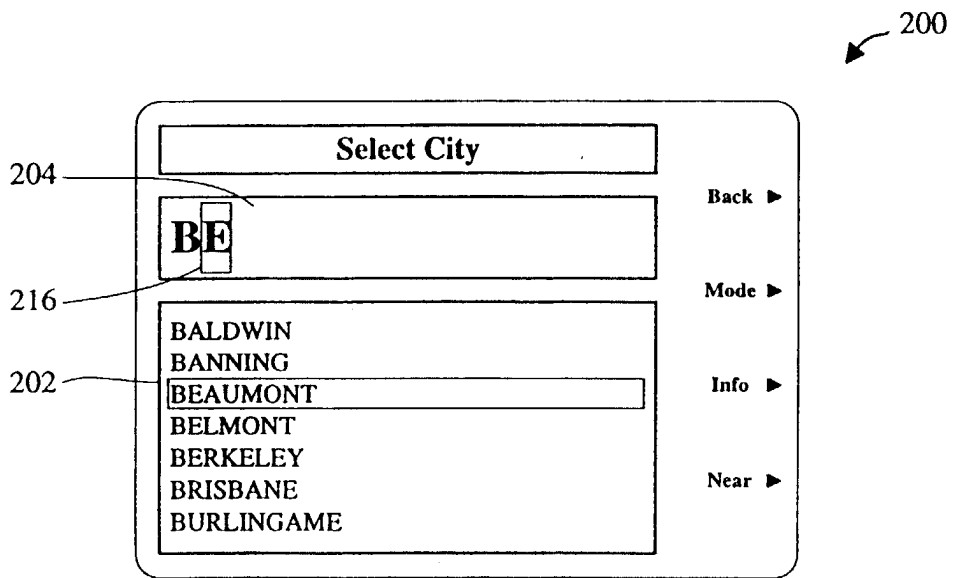 200
Select City
204
Back ▶
BE
216
Mode ▶
BALDWIN
BANNING
202
BEAUMONT
Info ▶
BELMONT
BERKELEY
Near ▶
BRISBANE
BURLINGAME